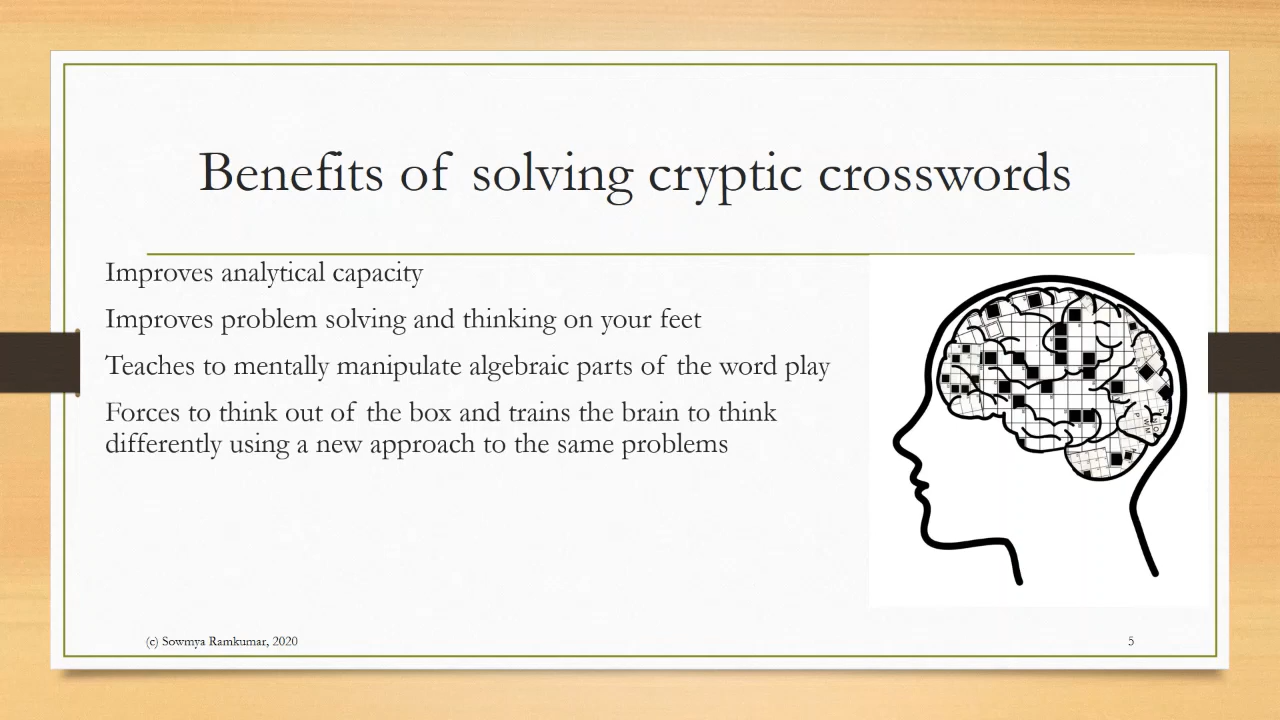 Benefits of solving cryptic crosswords
Improves analytical capacity
Improves problem solving and thinking on your feet
Teaches to mentally manipulate algebraic parts of the word play
Forces to think out of the box and trains the brain to think
differently using a new approach to the same problems
(c) Sowmya Ramkumar, 2020
5